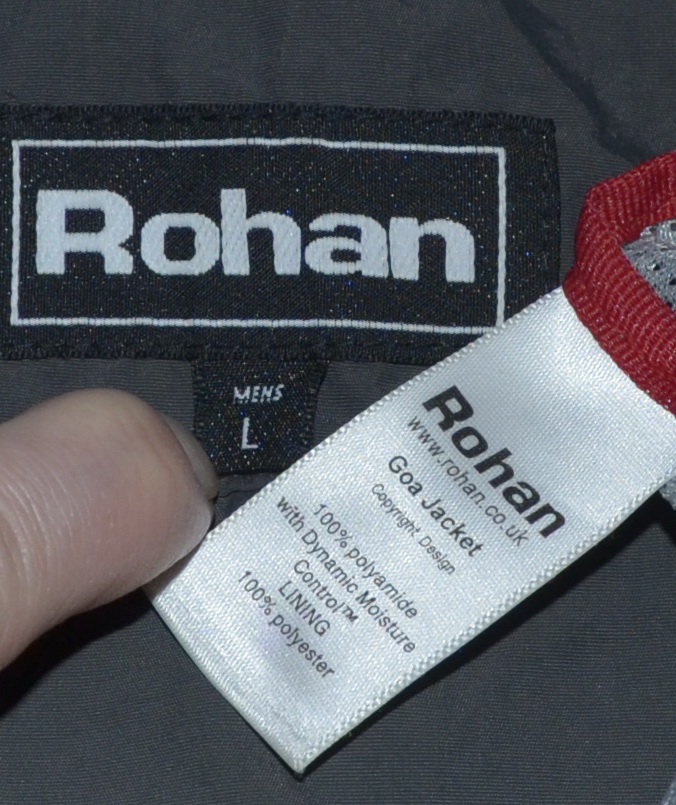 Rohan
MENS
L
Rohan
www.rohan.co.uk
Goa Jacket
Copyright Design
100% polyamide
with Dynamic Moisture
Control™
LINING
100% polyester